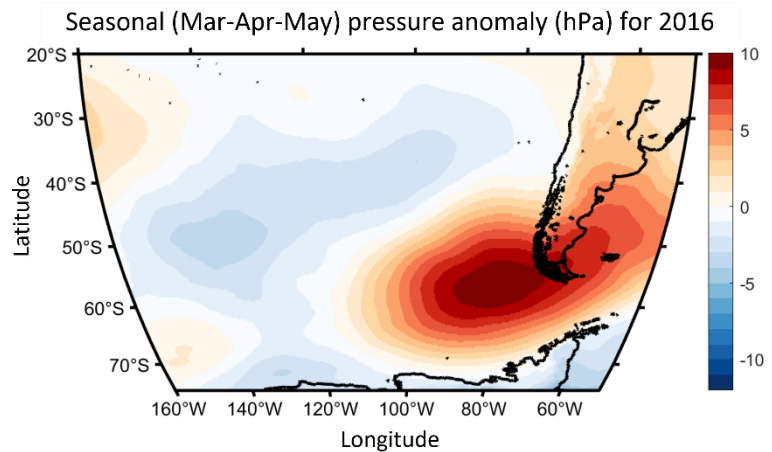 Seasonal (Mar-Apr-May) pressure anomaly (hPa) for 2016
20°S
30°S
40°S
50°S
60°S
70°S
Latitude
160°W 140°W 120°W 100°W 80°W 60°W
Longitude
10
5
0
-5
-10